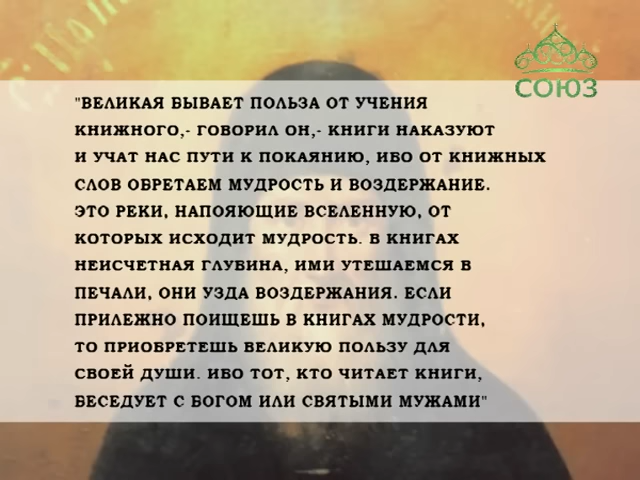 СОЮЗ
"ВЕЛИКАЯ БЫВАЕТ ПОЛЬЗА ОТ УЧЕНИЯ
КНИЖНОГО,- ГОВОРИЛ ОН,- КНИГИ НАКАЗУЮТ
И УЧАТ НАС ПУТИ К ПОКАЯНИЮ, ИБО ОТ КНИЖНЫХ
СЛОВ ОБРЕТАЕМ МУДРОСТЬ И ВОЗДЕРЖАНИЕ.
ЭТО РЕКИ, НАПОЯЮЩИЕ ВСЕЛЕННУЮ, ОТ
КОТОРЫХ ИСХОДИТ МУДРОСТЬ. В КНИГАХ
НЕИСЧЕТНАЯ ГЛУБИНА, ИМИ УТЕШАЕМСЯ В
ПЕЧАЛИ, ОНИ УЗДА ВОЗДЕРЖАНИЯ. ЕСЛИ
ПРИЛЕЖНО ПОИЩЕШЬ В КНИГАХ МУДРОСТИ,
ТО ПРИОБРЕТЕШЬ ВЕЛИКУЮ ПОЛЬЗУ ДЛЯ
СВОЕЙ ДУШИ. ИБО ТОТ, КТО ЧИТАЕТ КНИГИ,
БЕСЕДУЕТ С БОГОМ ИЛИ СВЯТЫМИ МУЖАМИ"